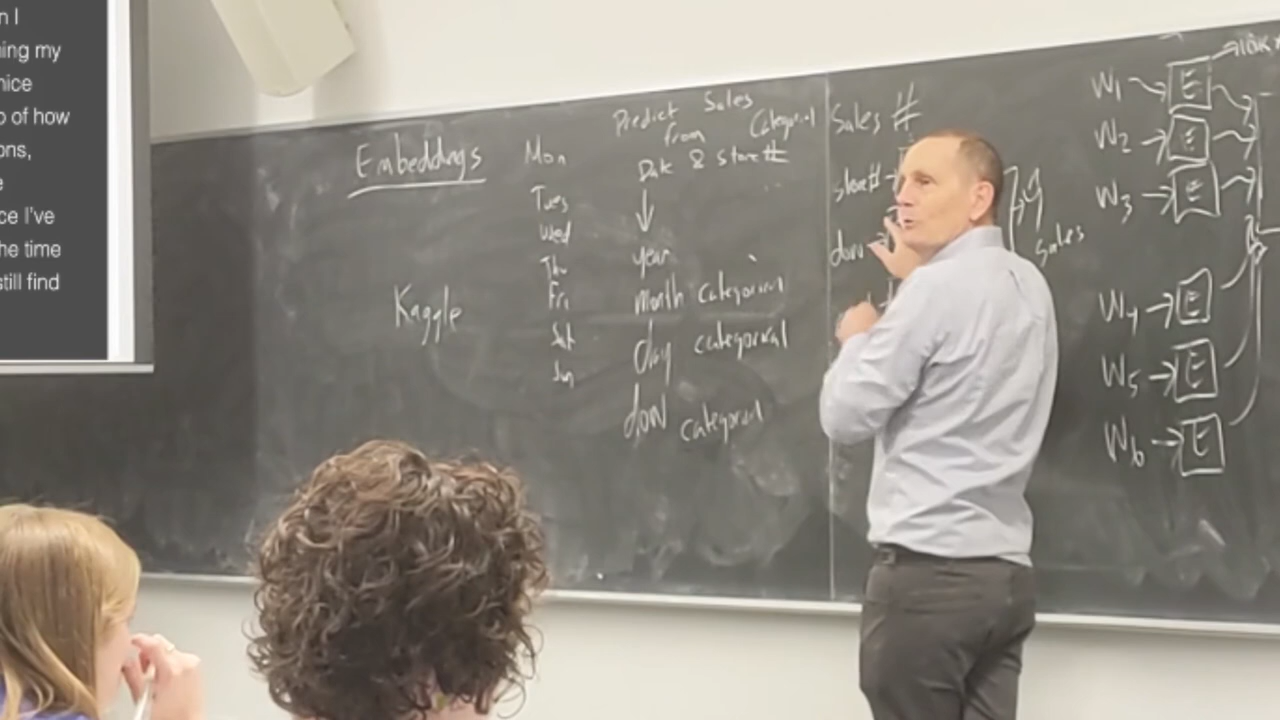 n I
ning my
nice
o of how
ons,
e
ce I've
he time
still find
Embeddings
Kaggle
Mon
Tues
Wed
Thu
Fri
Sat
Sun
Predict Sales
from Categorical
Date & store#
year
month categorical
day categorical
dow categorical
Sales #
store#
dow
Sales
W1 E 10K
W2 E
W3 E
W4 E
W5 E
W6 E